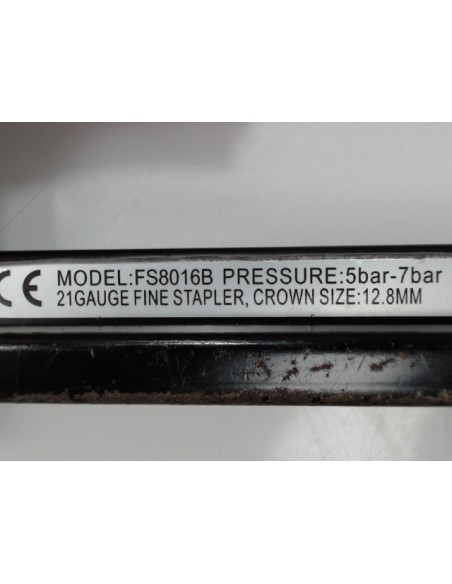 CE MODEL:FS8016B PRESSURE:5bar-7bar
21GAUGE FINE STAPLER, CROWN SIZE:12.8MM